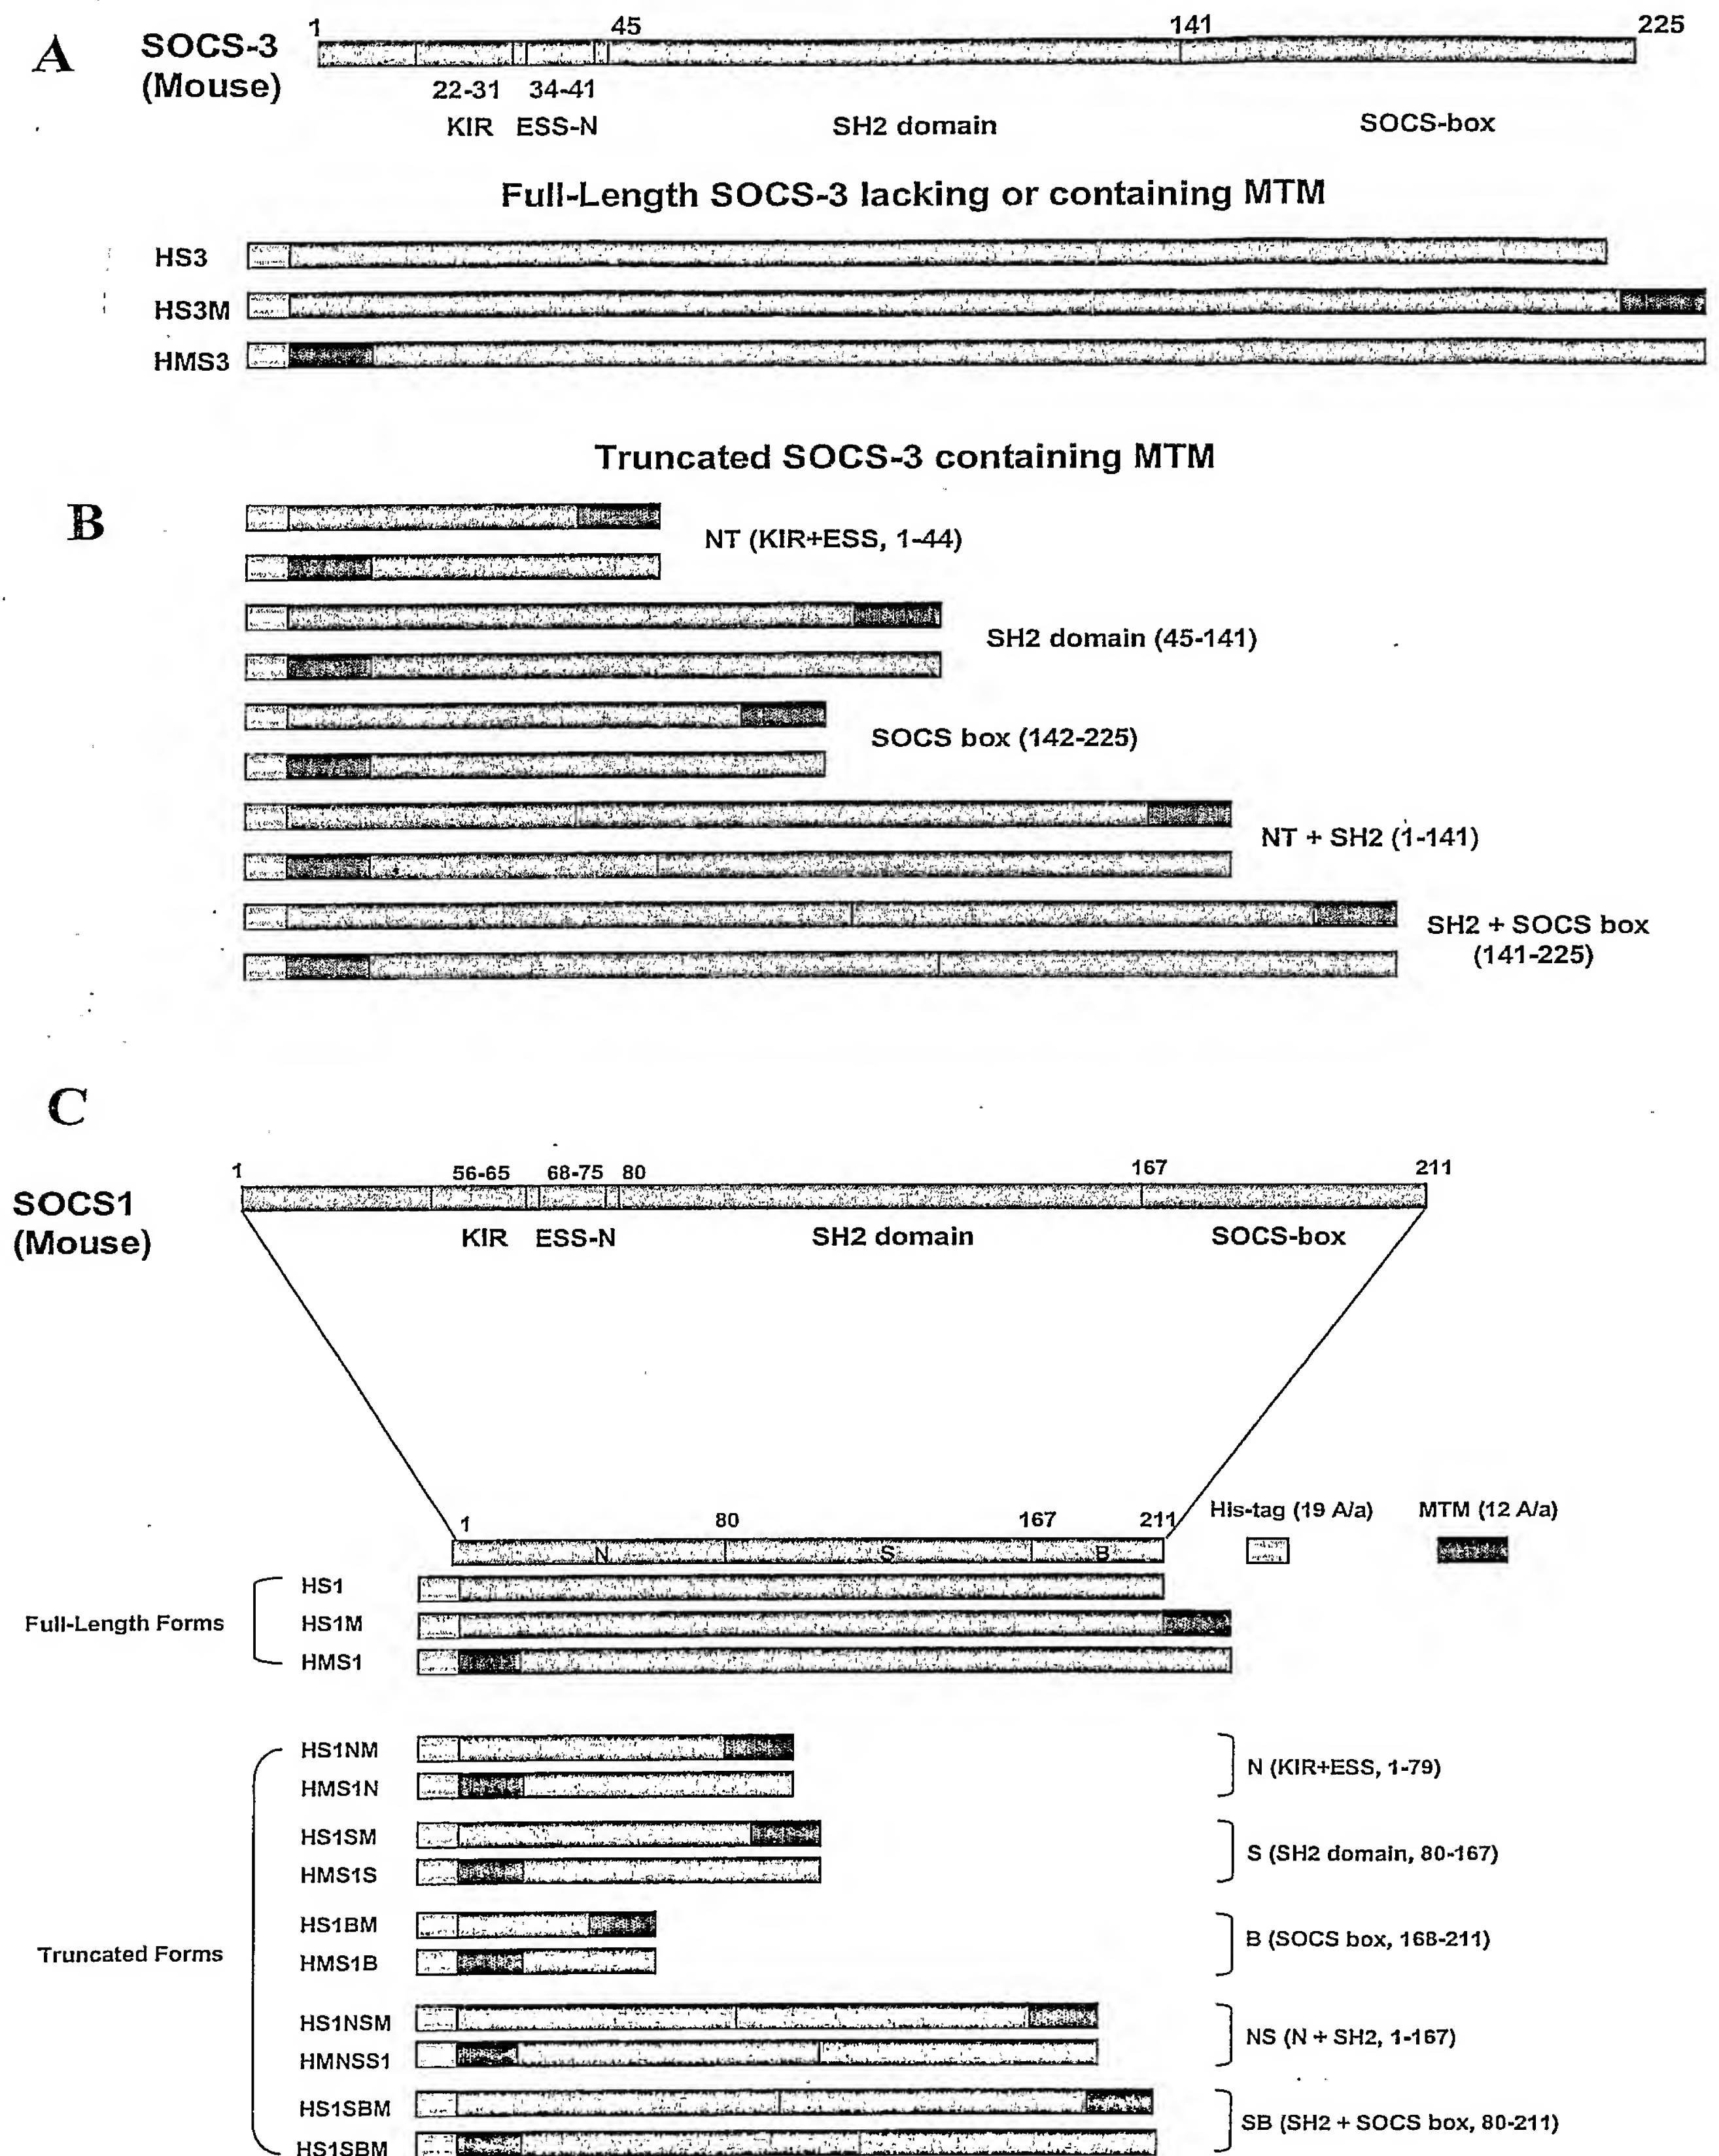 A
SOCS-3
(Mouse)
1 45 141 225
22-31 34-41
KIR ESS-N SH2 domain SOCS-box
Full-Length SOCS-3 lacking or containing MTM
HS3
HS3M
HMS3
Truncated SOCS-3 containing MTM
B
NT (KIR+ESS, 1-44)
SH2 domain (45-141)
SOCS box (142-225)
NT + SH2 (1-141)
SH2 + SOCS box
(141-225)
C
SOCS1
(Mouse)
1 56-65 68-75 80 167 211
KIR ESS-N SH2 domain SOCS-box
1 80 167 211
His-tag (19 A/a) MTM (12 A/a)
N S B
Full-Length Forms
HS1
HS1M
HMS1
Truncated Forms
HS1NM
HMS1N
N (KIR+ESS, 1-79)
HS1SM
HMS1S
S (SH2 domain, 80-167)
HS1BM
HMS1B
B (SOCS box, 168-211)
HS1NSM
HMNSS1
NS (N + SH2, 1-167)
HS1SBM
HS1SBM
SB (SH2 + SOCS box, 80-211)